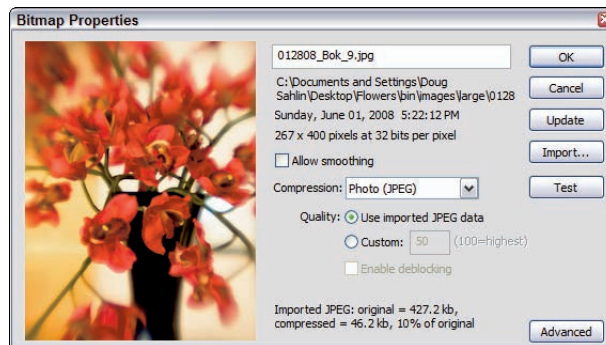 Bitmap Properties
012808_Bok_9.jpg
OK
C:\Documents and Settings\Doug
Sahlin\Desktop\Flowers\bin\images\large\0128
Cancel
Sunday, June 01, 2008 5:22:12 PM
Update
267 x 400 pixels at 32 bits per pixel
Import...
Allow smoothing
Compression: Photo (JPEG)
Test
Quality: Use imported JPEG data
Custom: 50 (100=highest)
Enable deblocking
Imported JPEG: original = 427.2 kb,
compressed = 46.2 kb, 10% of original
Advanced